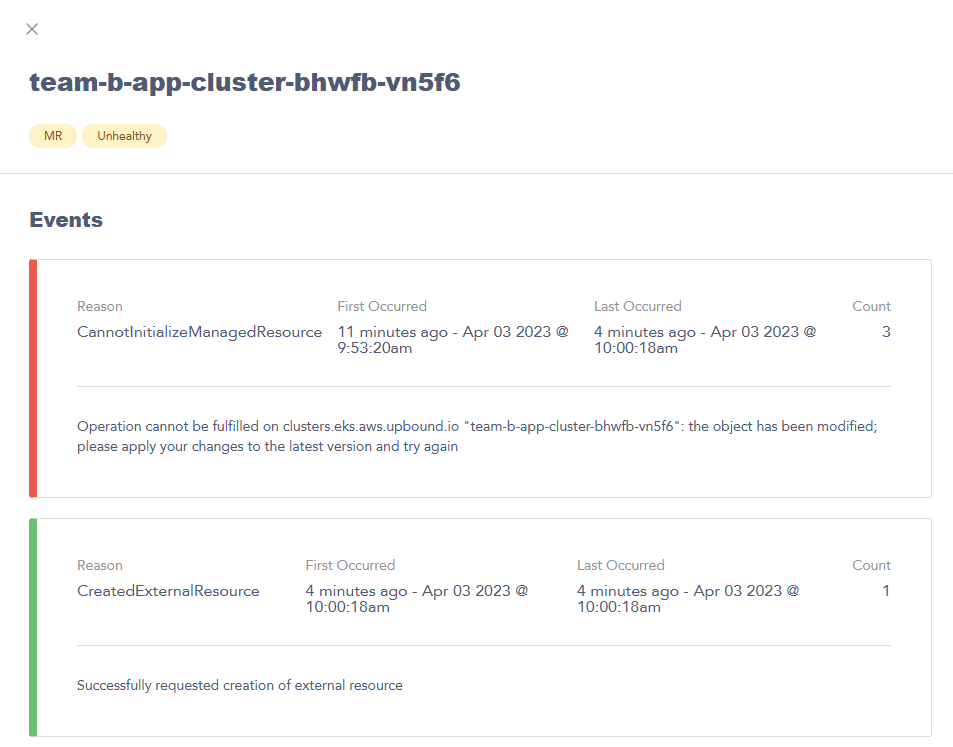 team-b-app-cluster-bhwfb-vn5f6
MR Unhealthy
Events
Reason First Occurred Last Occurred Count
CannotInitializeManagedResource 11 minutes ago - Apr 03 2023 @ 4 minutes ago - Apr 03 2023 @ 3
9:53:20am 10:00:18am
Operation cannot be fulfilled on clusters.eks.aws.upbound.io "team-b-app-cluster-bhwfb-vn5f6": the object has been modified;
please apply your changes to the latest version and try again
Reason First Occurred Last Occurred Count
CreatedExternalResource 4 minutes ago - Apr 03 2023 @ 4 minutes ago - Apr 03 2023 @ 1
10:00:18am 10:00:18am
Successfully requested creation of external resource